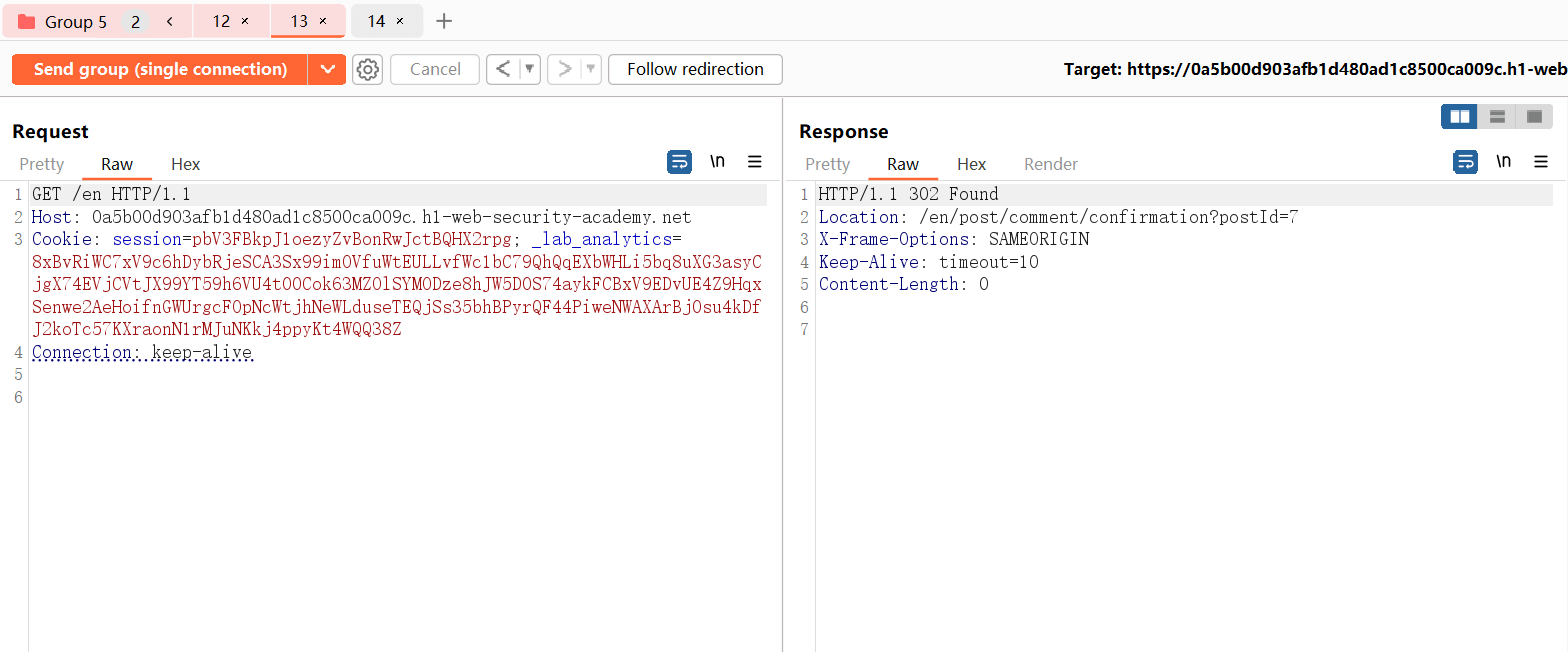 Group 5 2 < 12 × 13 × 14 × +
Send group (single connection) Cancel < > Follow redirection Target: https://0a5b00d903afb1d480ad1c8500ca009c.h1-web
Request
Pretty Raw Hex \n
1 GET /en HTTP/1.1
2 Host: 0a5b00d903afb1d480ad1c8500ca009c.h1-web-security-academy.net
3 Cookie: session=pbV3FBkpJ1oezyZvBonRwJctBQHX2rpg; _lab_analytics=
8xBvRiWC7xV9c6hDybRjeSCA3Sx99imOVfuWtEULLvfWc1bC79QhQqEXbWHLi5bq8uXG3asyC
jgX74EVjCVtJX99YT59h6VU4tO0Cok63MZOlSYMODze8hJW5DOS74aykFCBxV9EDvUE4Z9Hqx
Senwe2AeHoifnGWUrgcFOpNcWtjhNeWLduseTEQjSs35bhBPyrQF44PiweNWAXArBjOsu4kDf
J2koTc57KXraonN1rMJuNKkj4ppyKt4WQQ38Z
4 Connection: keep-alive
5
6
Response
Pretty Raw Hex Render \n
1 HTTP/1.1 302 Found
2 Location: /en/post/comment/confirmation?postId=7
3 X-Frame-Options: SAMEORIGIN
4 Keep-Alive: timeout=10
5 Content-Length: 0
6
7